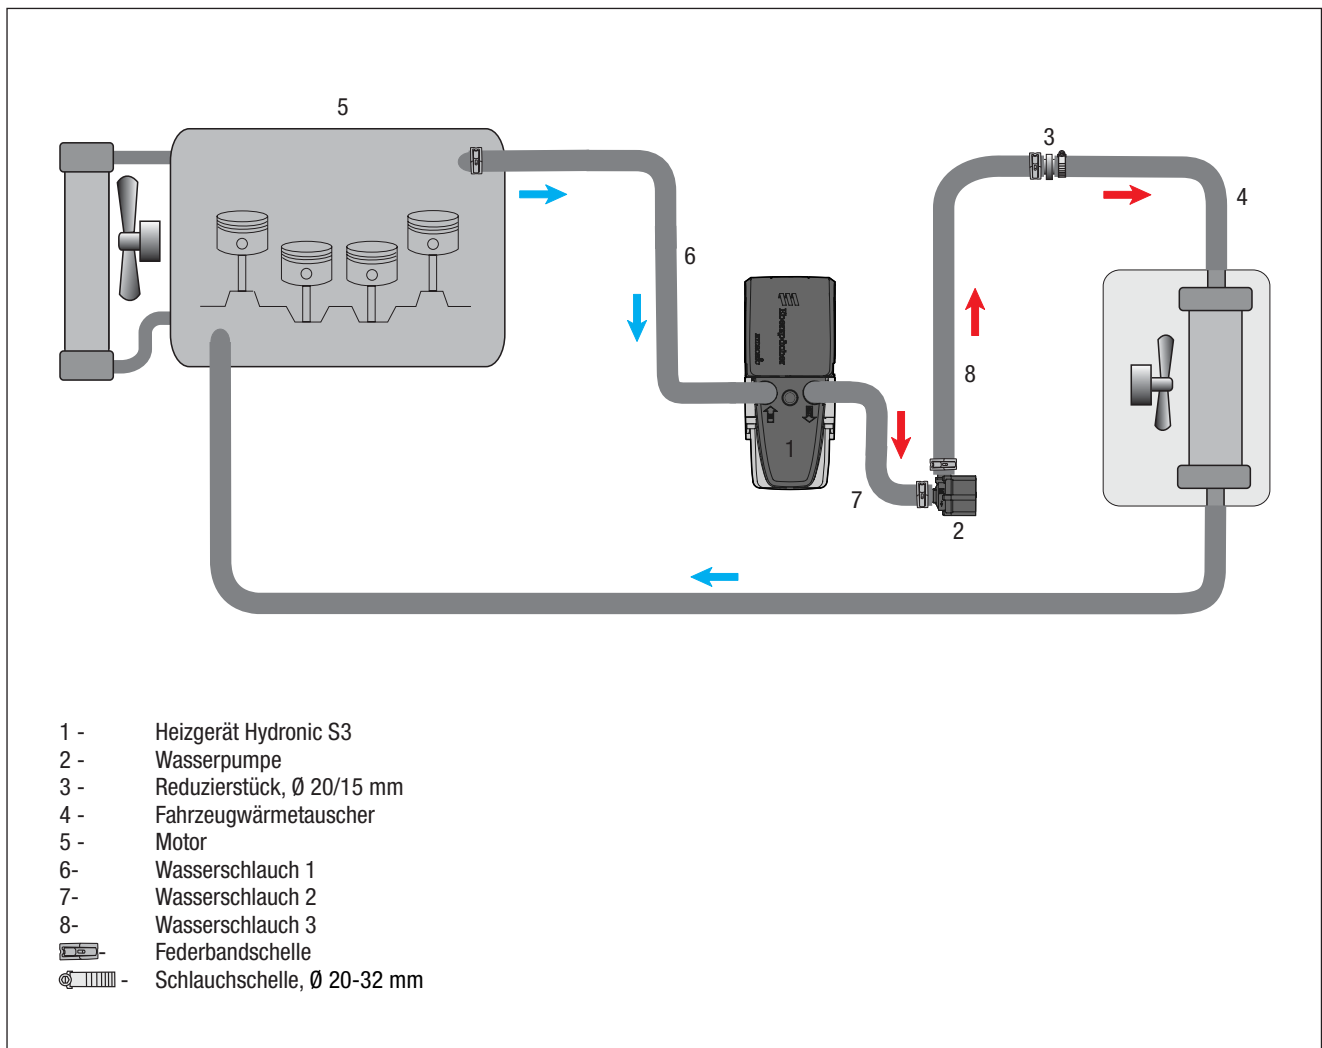 5
3
4
6
8
Eberspächer
1
7
2
1 - Heizgerät Hydronic S3
2 - Wasserpumpe
3 - Reduzierstück, Ø 20/15 mm
4 - Fahrzeugwärmetauscher
5 - Motor
6- Wasserschlauch 1
7- Wasserschlauch 2
8- Wasserschlauch 3
- Federbandschelle
- Schlauchschelle, Ø 20-32 mm